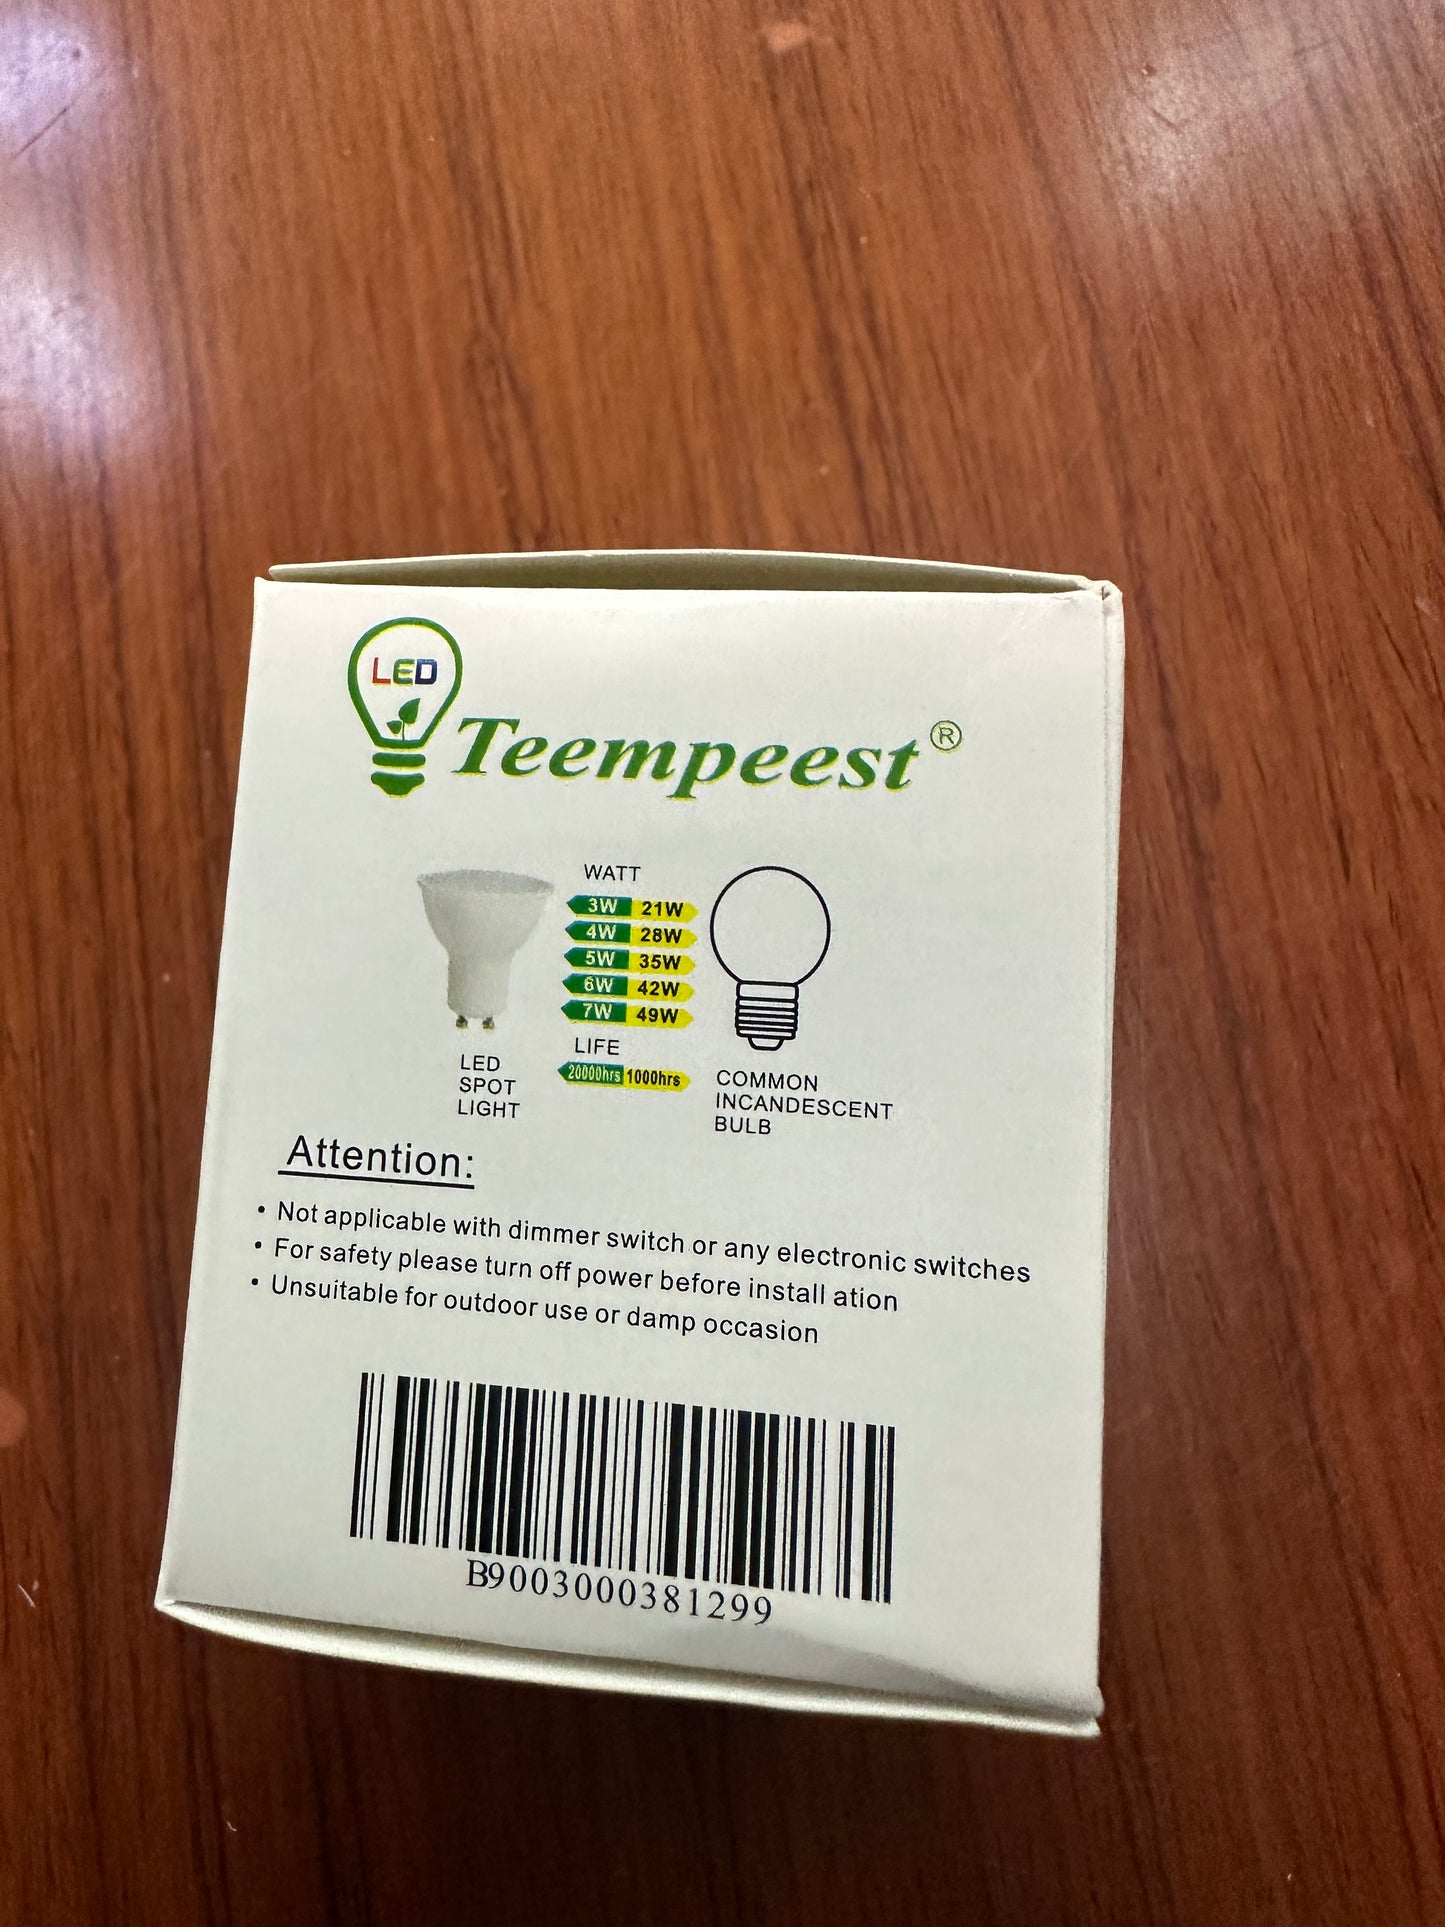 LED
Teempeest®
WATT
3W 21W
4W 28W
5W 35W
6W 42W
7W 49W
LIFE
20000hrs 1000hrs
LED
SPOT
LIGHT
COMMON
INCANDESCENT
BULB
Attention:
• Not applicable with dimmer switch or any electronic switches
• For safety please turn off power before install ation
• Unsuitable for outdoor use or damp occasion
B9003000381299